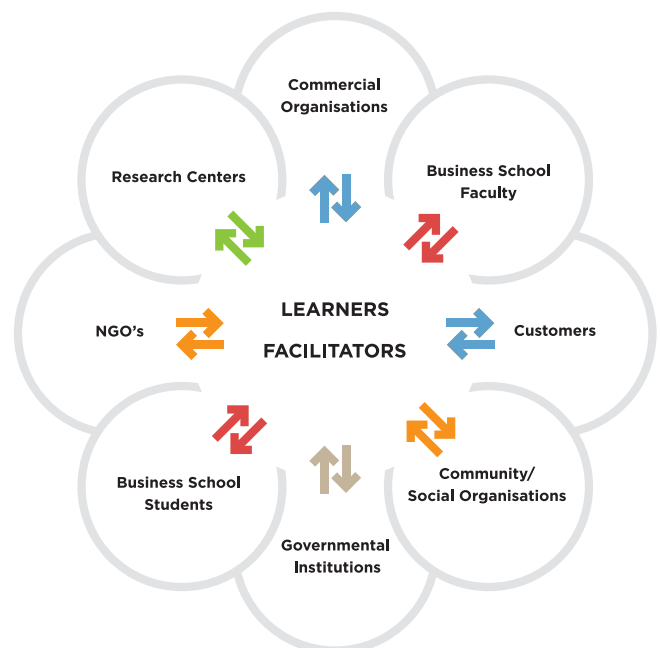 Commercial
Organisations
Research Centers
Business School
Faculty
LEARNERS
FACILITATORS
NGO's
Customers
Business School
Students
Community/
Social Organisations
Governmental
Institutions